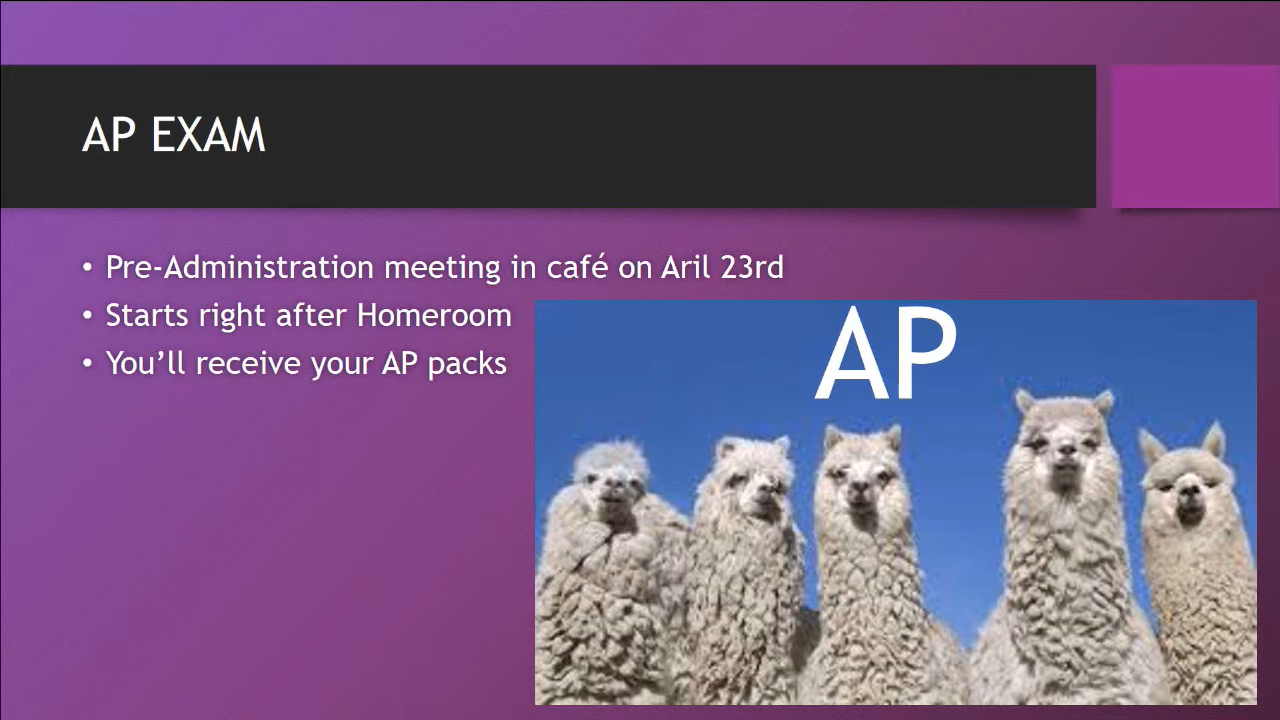 AP EXAM
• Pre-Administration meeting in café on Aril 23rd
• Starts right after Homeroom
• You’ll receive your AP packs
AP